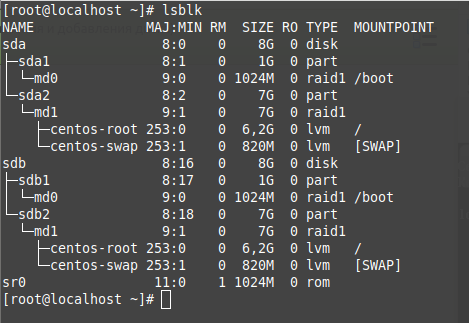 [root@localhost ~]# lsblk
NAME                MAJ:MIN RM  SIZE RO TYPE  MOUNTPOINT
sda                   8:0    0    8G  0 disk
├─sda1                8:1    0    1G  0 part
│ └─md0               9:0    0 1024M  0 raid1 /boot
└─sda2                8:2    0    7G  0 part
  └─md1               9:1    0    7G  0 raid1
    ├─centos-root   253:0    0  6,2G  0 lvm   /
    └─centos-swap   253:1    0  820M  0 lvm   [SWAP]
sdb                   8:16   0    8G  0 disk
├─sdb1                8:17   0    1G  0 part
│ └─md0               9:0    0 1024M  0 raid1 /boot
└─sdb2                8:18   0    7G  0 part
  └─md1               9:1    0    7G  0 raid1
    ├─centos-root   253:0    0  6,2G  0 lvm   /
    └─centos-swap   253:1    0  820M  0 lvm   [SWAP]
sr0                  11:0    1 1024M  0 rom
[root@localhost ~]#